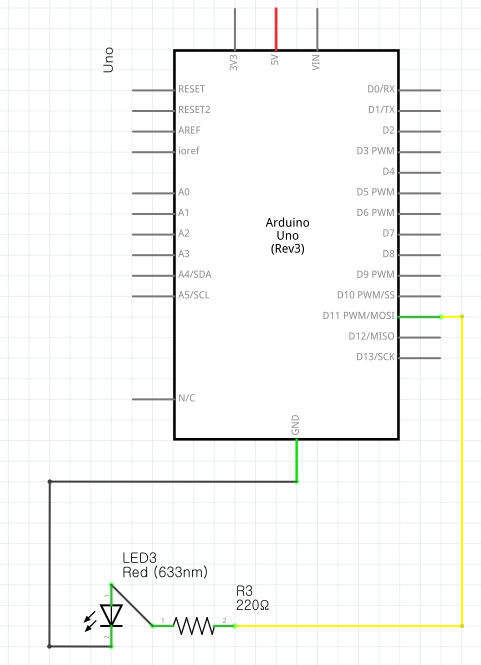 Uno
3V3
5V
VIN
RESET
RESET2
AREF
ioref
A0
A1
A2
A3
A4/SDA
A5/SCL
N/C
D0/RX
D1/TX
D2
D3 PWM
D4
D5 PWM
D6 PWM
D7
D8
D9 PWM
D10 PWM/SS
D11 PWM/MOSI
D12/MISO
D13/SCK
Arduino
Uno
(Rev3)
GND
LED3
Red (633nm)
1
2
R3
220Ω
1
2